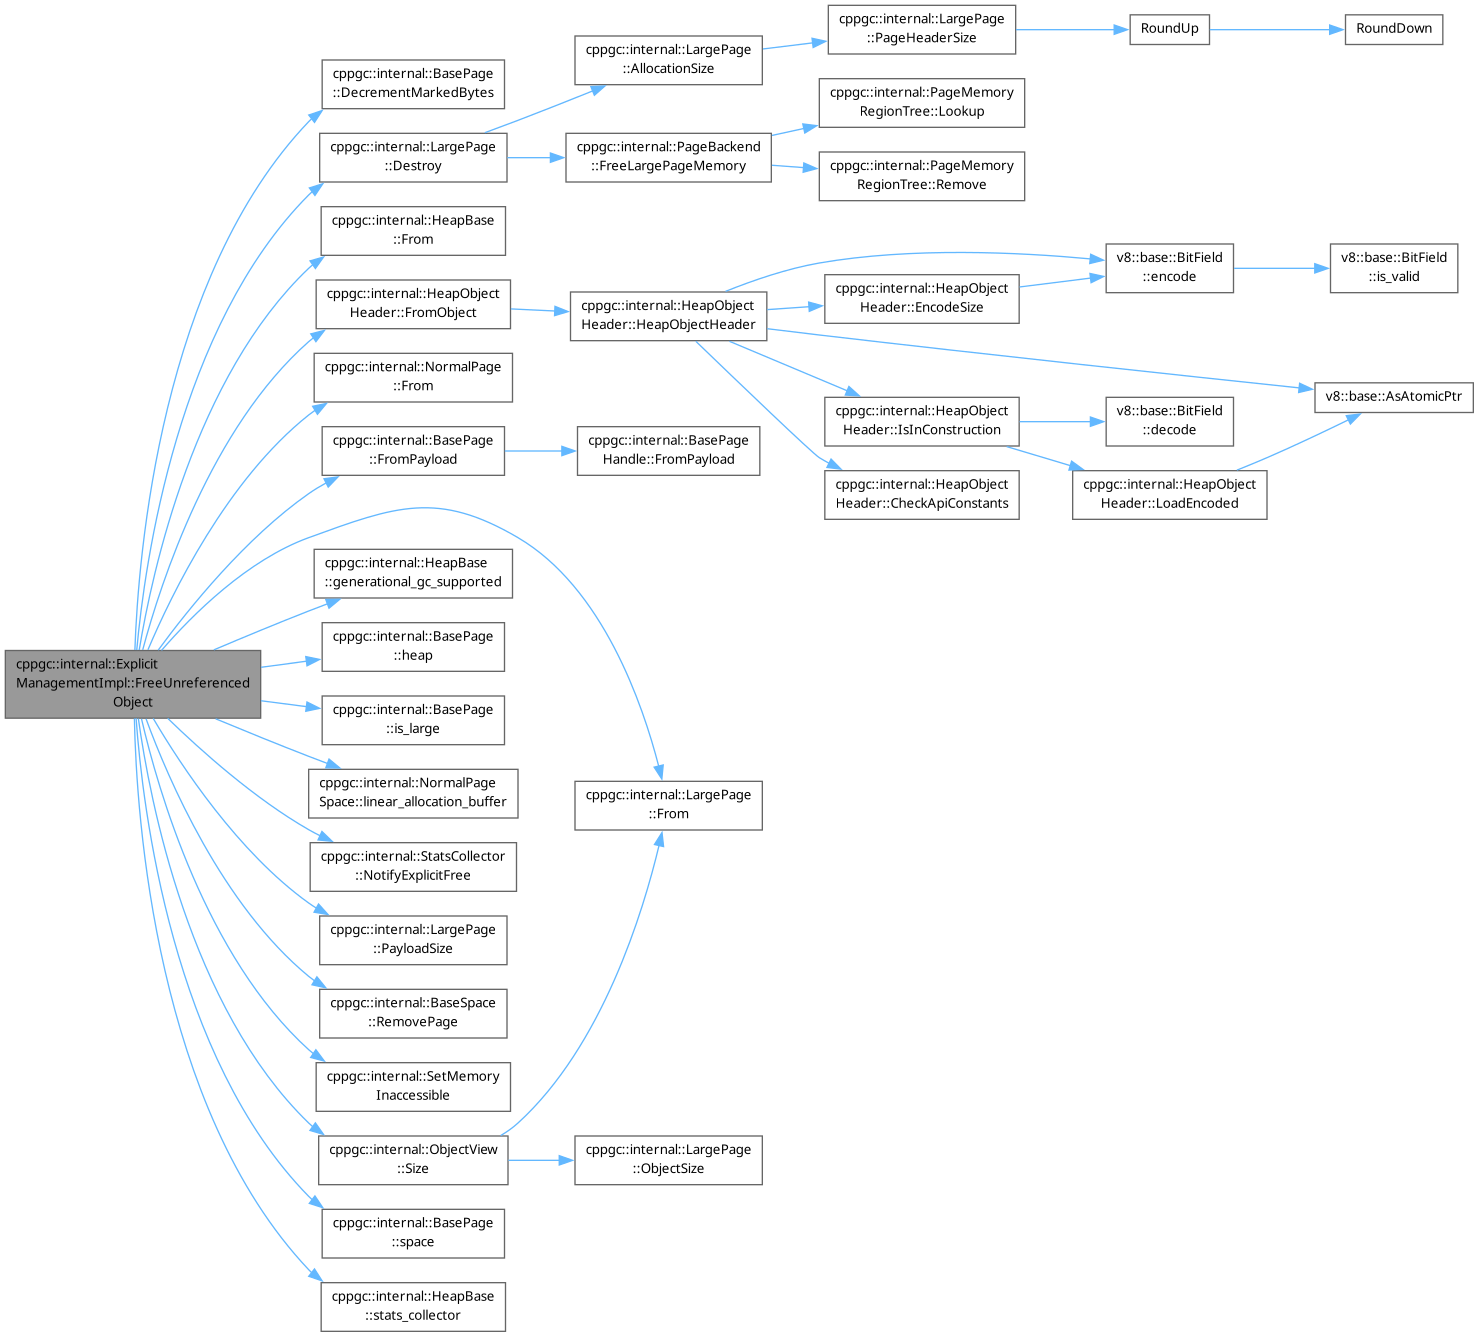 cppgc::internal::Explicit
ManagementImpl::FreeUnreferenced
Object
cppgc::internal::BasePage
::DecrementMarkedBytes
cppgc::internal::LargePage
::Destroy
cppgc::internal::LargePage
::AllocationSize
cppgc::internal::LargePage
::PageHeaderSize
RoundUp
RoundDown
cppgc::internal::PageBackend
::FreeLargePageMemory
cppgc::internal::PageMemory
RegionTree::Lookup
cppgc::internal::PageMemory
RegionTree::Remove
cppgc::internal::HeapBase
::From
cppgc::internal::HeapObject
Header::FromObject
cppgc::internal::HeapObject
Header::HeapObjectHeader
cppgc::internal::HeapObject
Header::EncodeSize
v8::base::BitField
::encode
v8::base::BitField
::is_valid
v8::base::AsAtomicPtr
cppgc::internal::HeapObject
Header::IsInConstruction
v8::base::BitField
::decode
cppgc::internal::HeapObject
Header::LoadEncoded
cppgc::internal::HeapObject
Header::CheckApiConstants
cppgc::internal::NormalPage
::From
cppgc::internal::BasePage
::FromPayload
cppgc::internal::BasePage
Handle::FromPayload
cppgc::internal::HeapBase
::generational_gc_supported
cppgc::internal::BasePage
::heap
cppgc::internal::BasePage
::is_large
cppgc::internal::NormalPage
Space::linear_allocation_buffer
cppgc::internal::LargePage
::From
cppgc::internal::StatsCollector
::NotifyExplicitFree
cppgc::internal::LargePage
::PayloadSize
cppgc::internal::BaseSpace
::RemovePage
cppgc::internal::SetMemory
Inaccessible
cppgc::internal::ObjectView
::Size
cppgc::internal::LargePage
::ObjectSize
cppgc::internal::BasePage
::space
cppgc::internal::HeapBase
::stats_collector